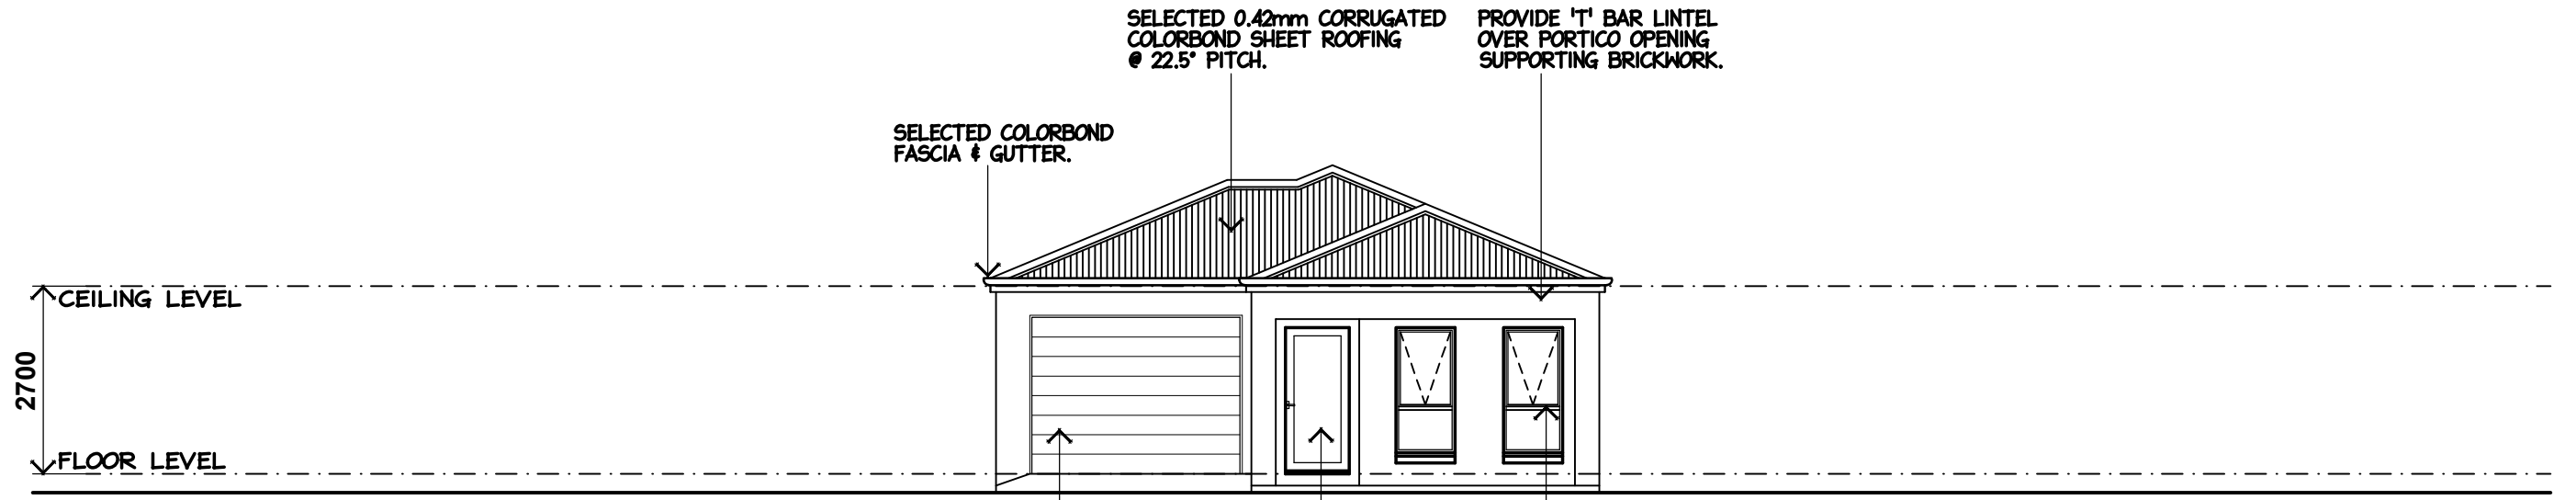 SELECTED 0.42mm CORRUGATED
COLORBOND SHEET ROOFING
@ 22.5° PITCH.
PROVIDE 'T' BAR LINTEL
OVER PORTICO OPENING
SUPPORTING BRICKWORK.
SELECTED COLORBOND
FASCIA & GUTTER.
CEILING LEVEL
2700
FLOOR LEVEL